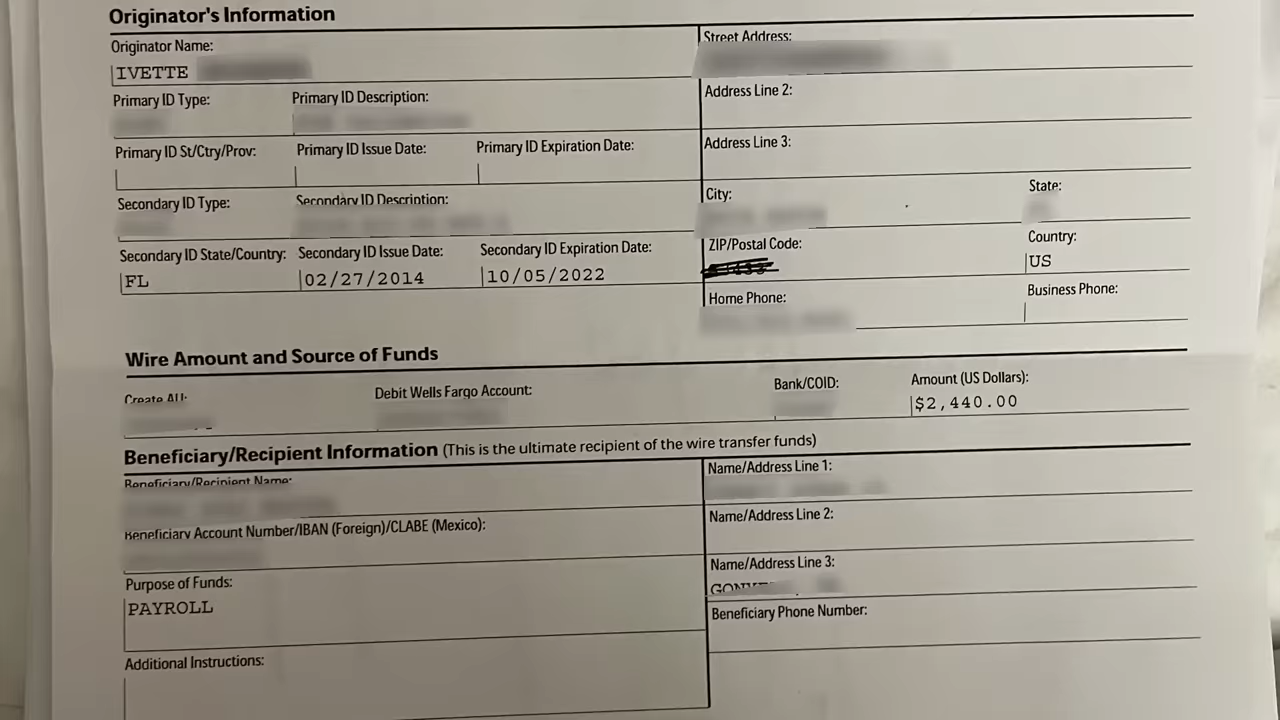 Originator's Information
Originator Name:
IVETTE
Street Address:
Primary ID Type:
Primary ID Description:
Address Line 2:
Primary ID St/Ctry/Prov:
Primary ID Issue Date:
Primary ID Expiration Date:
Address Line 3:
Secondary ID Type:
Secondary ID Description:
City:
State:
Secondary ID State/Country:
FL
Secondary ID Issue Date:
02/27/2014
Secondary ID Expiration Date:
10/05/2022
ZIP/Postal Code:
Country:
US
Home Phone:
Business Phone:
Wire Amount and Source of Funds
Debit Wells Fargo Account:
Bank/COID:
Amount (US Dollars):
$2,440.00
Beneficiary/Recipient Information (This is the ultimate recipient of the wire transfer funds)
Beneficiary/Recipient Name:
Name/Address Line 1:
Beneficiary Account Number/IBAN (Foreign)/CLABE (Mexico):
Name/Address Line 2:
Purpose of Funds:
PAYROLL
Name/Address Line 3:
Beneficiary Phone Number:
Additional Instructions: